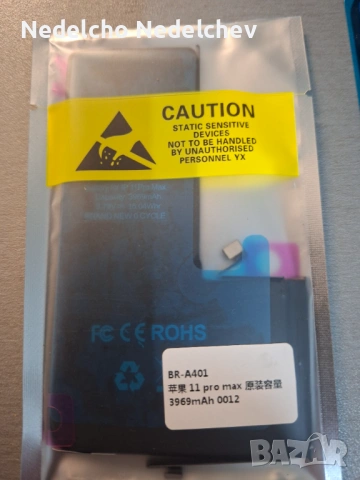 Nedelcho Nedelchev
CAUTION
STATIC SENSITIVE
DEVICES
NOT TO BE HANDLED
BY UNAUTHORISED
PERSONNEL YX
FC CE ROHS
BR-A401
苹果 11 pro max 原装容量
3969mAh 0012
BAZAR